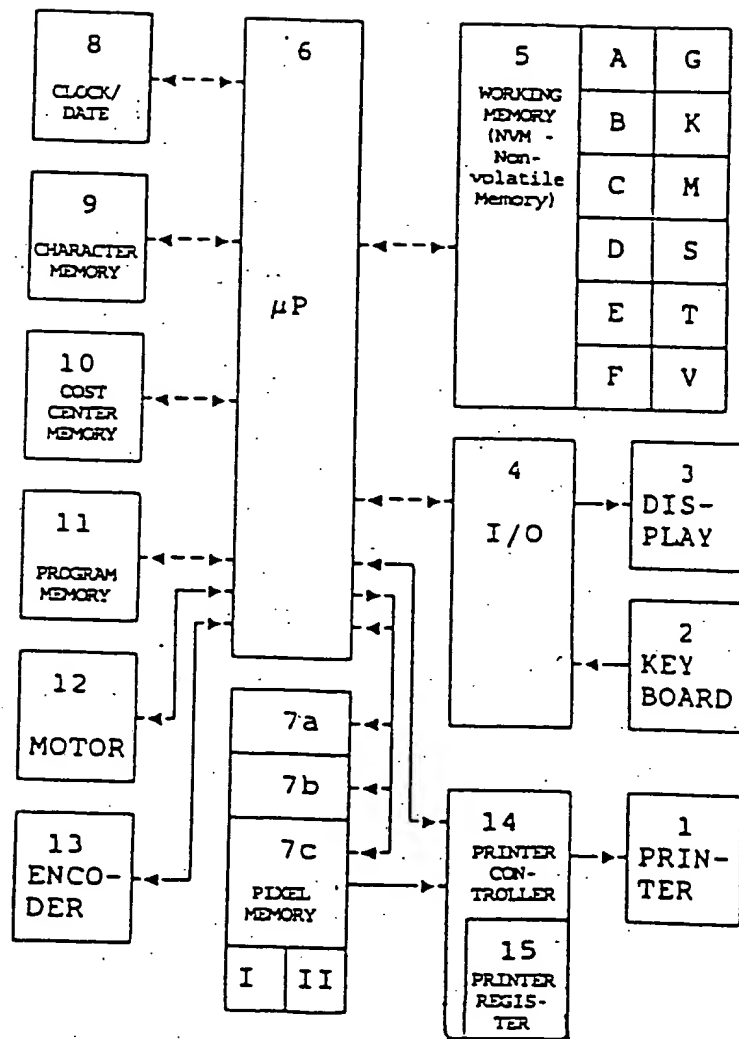 8
CLOCK/
DATE
9
CHARACTER
MEMORY
10
COST
CENTER
MEMORY
11
PROGRAM
MEMORY
12
MOTOR
13
ENCO-
DER
6
μP
7a
7b
7c
PIXEL
MEMORY
I
II
5
WORKING
MEMORY
(NVM -
Non-
volatile
Memory)
A
G
B
K
C
M
D
S
E
T
F
V
4
I/O
3
DIS-
PLAY
2
KEY
BOARD
14
PRINTER
CON-
TROLLER
15
PRINTER
REGIS-
TER
1
PRIN-
TER